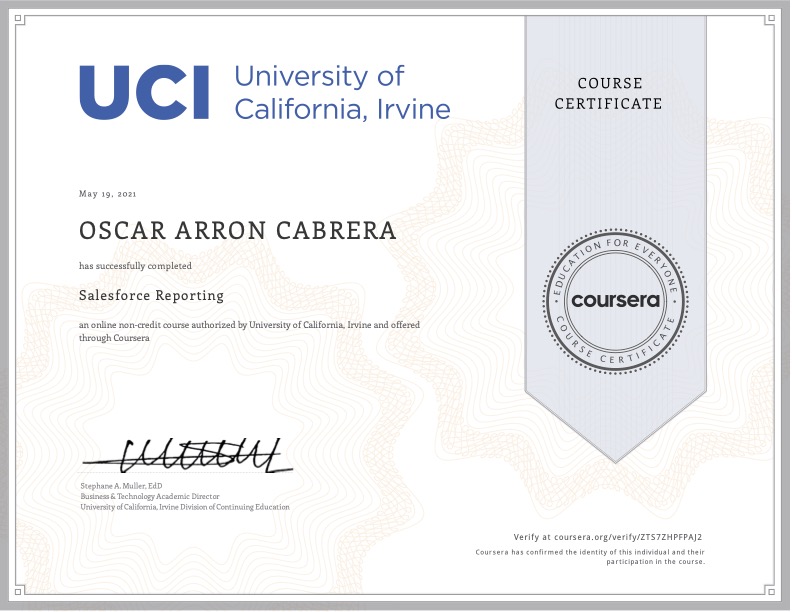 UCI University of
California, Irvine
COURSE
CERTIFICATE
May 19, 2021
OSCAR ARRON CABRERA
has successfully completed
Salesforce Reporting
an online non-credit course authorized by University of California, Irvine and offered
through Coursera
EDUCATION FOR EVERYONE
coursera
COURSE CERTIFICATE
Stephane A. Muller, EdD
Business & Technology Academic Director
University of California, Irvine Division of Continuing Education
Verify at coursera.org/verify/ZTS7ZHPFPAJ2
Coursera has confirmed the identity of this individual and their
participation in the course.